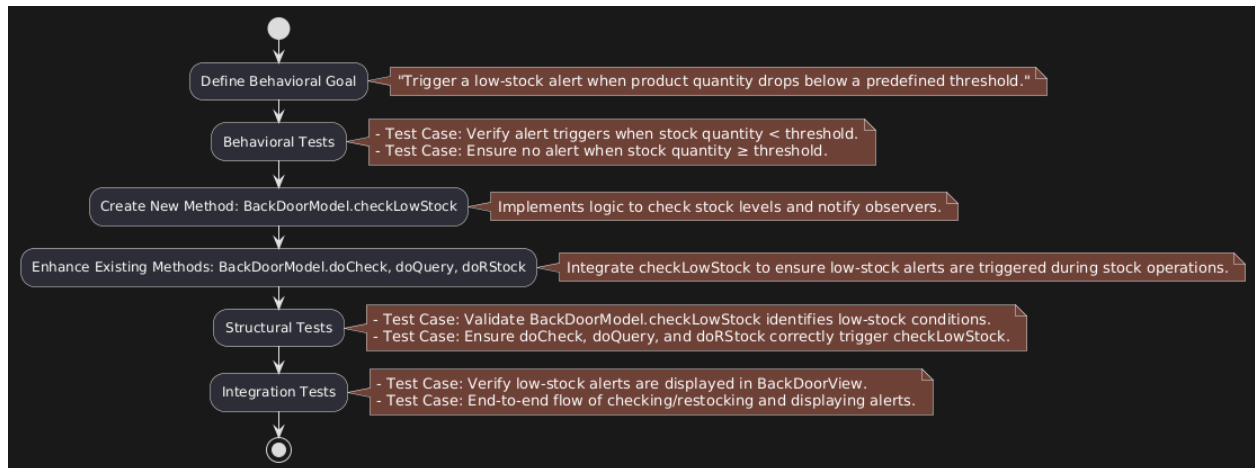 Define Behavioral Goal
"Trigger a low-stock alert when product quantity drops below a predefined threshold."
Behavioral Tests
- Test Case: Verify alert triggers when stock quantity < threshold.
- Test Case: Ensure no alert when stock quantity ≥ threshold.
Create New Method: BackDoorModel.checkLowStock
Implements logic to check stock levels and notify observers.
Enhance Existing Methods: BackDoorModel.doCheck, doQuery, doRStock
Integrate checkLowStock to ensure low-stock alerts are triggered during stock operations.
Structural Tests
- Test Case: Validate BackDoorModel.checkLowStock identifies low-stock conditions.
- Test Case: Ensure doCheck, doQuery, and doRStock correctly trigger checkLowStock.
Integration Tests
- Test Case: Verify low-stock alerts are displayed in BackDoorView.
- Test Case: End-to-end flow of checking/restocking and displaying alerts.